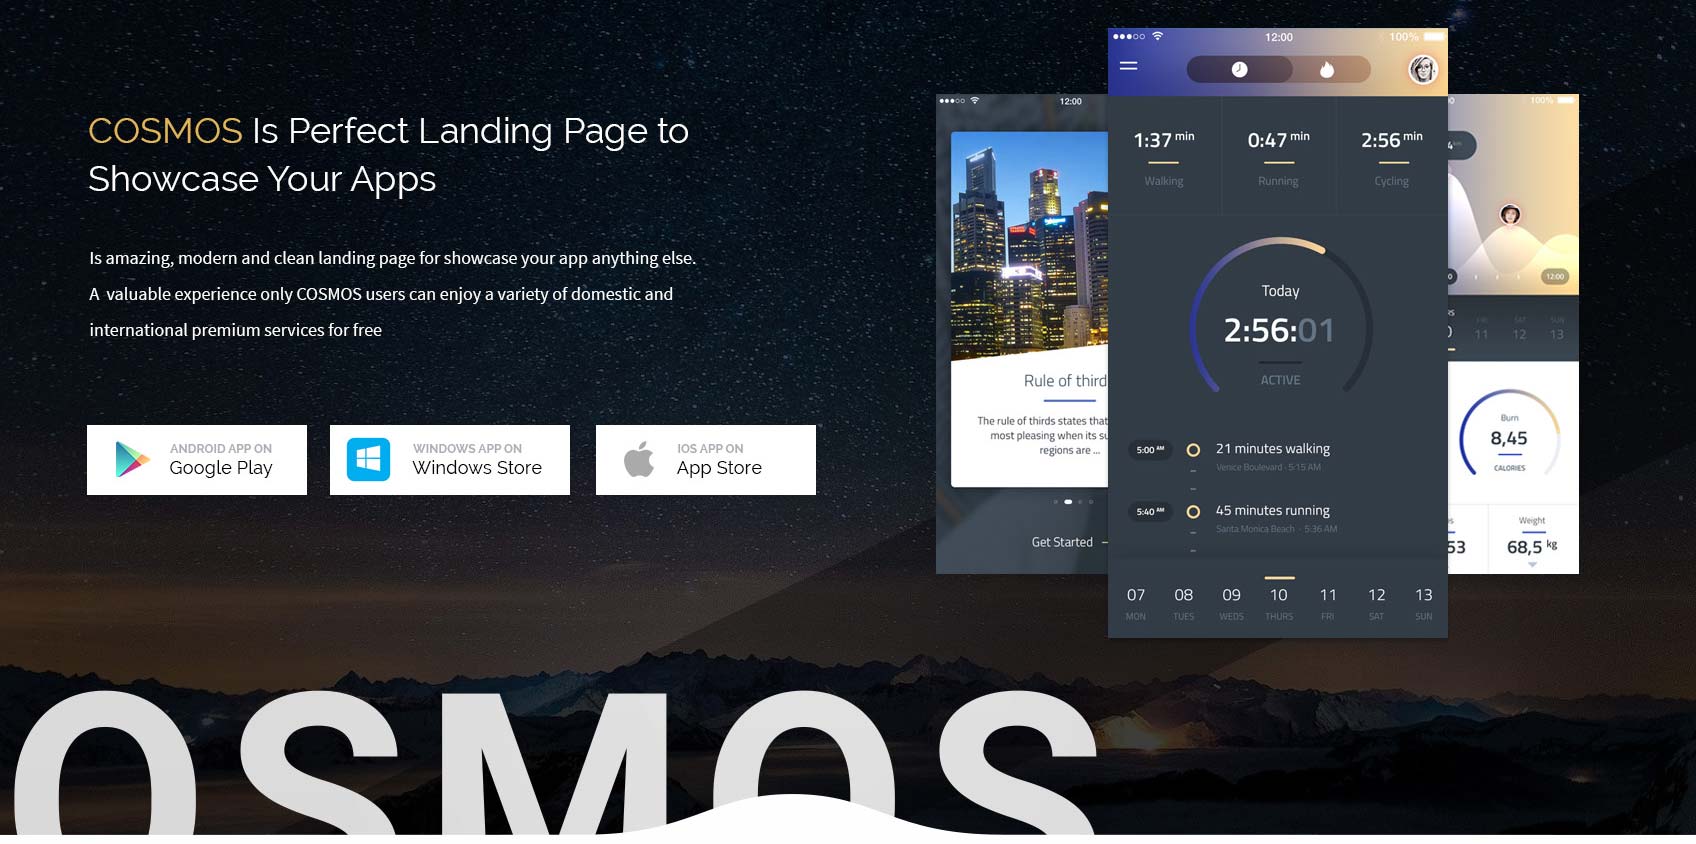 COSMOS Is Perfect Landing Page to
Showcase Your Apps
Is amazing, modern and clean landing page for showcase your app anything else.
A valuable experience only COSMOS users can enjoy a variety of domestic and
international premium services for free
ANDROID APP ON
Google Play
WINDOWS APP ON
Windows Store
IOS APP ON
App Store
12:00
Rule of third
The rule of thirds states that
most pleasing when its su
regions are ...
Get Started
12:00 100%
1:37 min 0:47 min 2:56 min
Walking Running Cycling
Today
2:56:01
ACTIVE
5:00 AM 21 minutes walking
Venice Boulevard - 5:15 AM
5:40 AM 45 minutes running
Santa Monica Beach - 5:36 AM
07 08 09 10 11 12 13
MON TUES WEDS THURS FRI SAT SUN
100%
12:00
FRI SAT SUN
11 12 13
Burn
8,45
CALORIES
Weight
53 68,5 kg
OSMOS